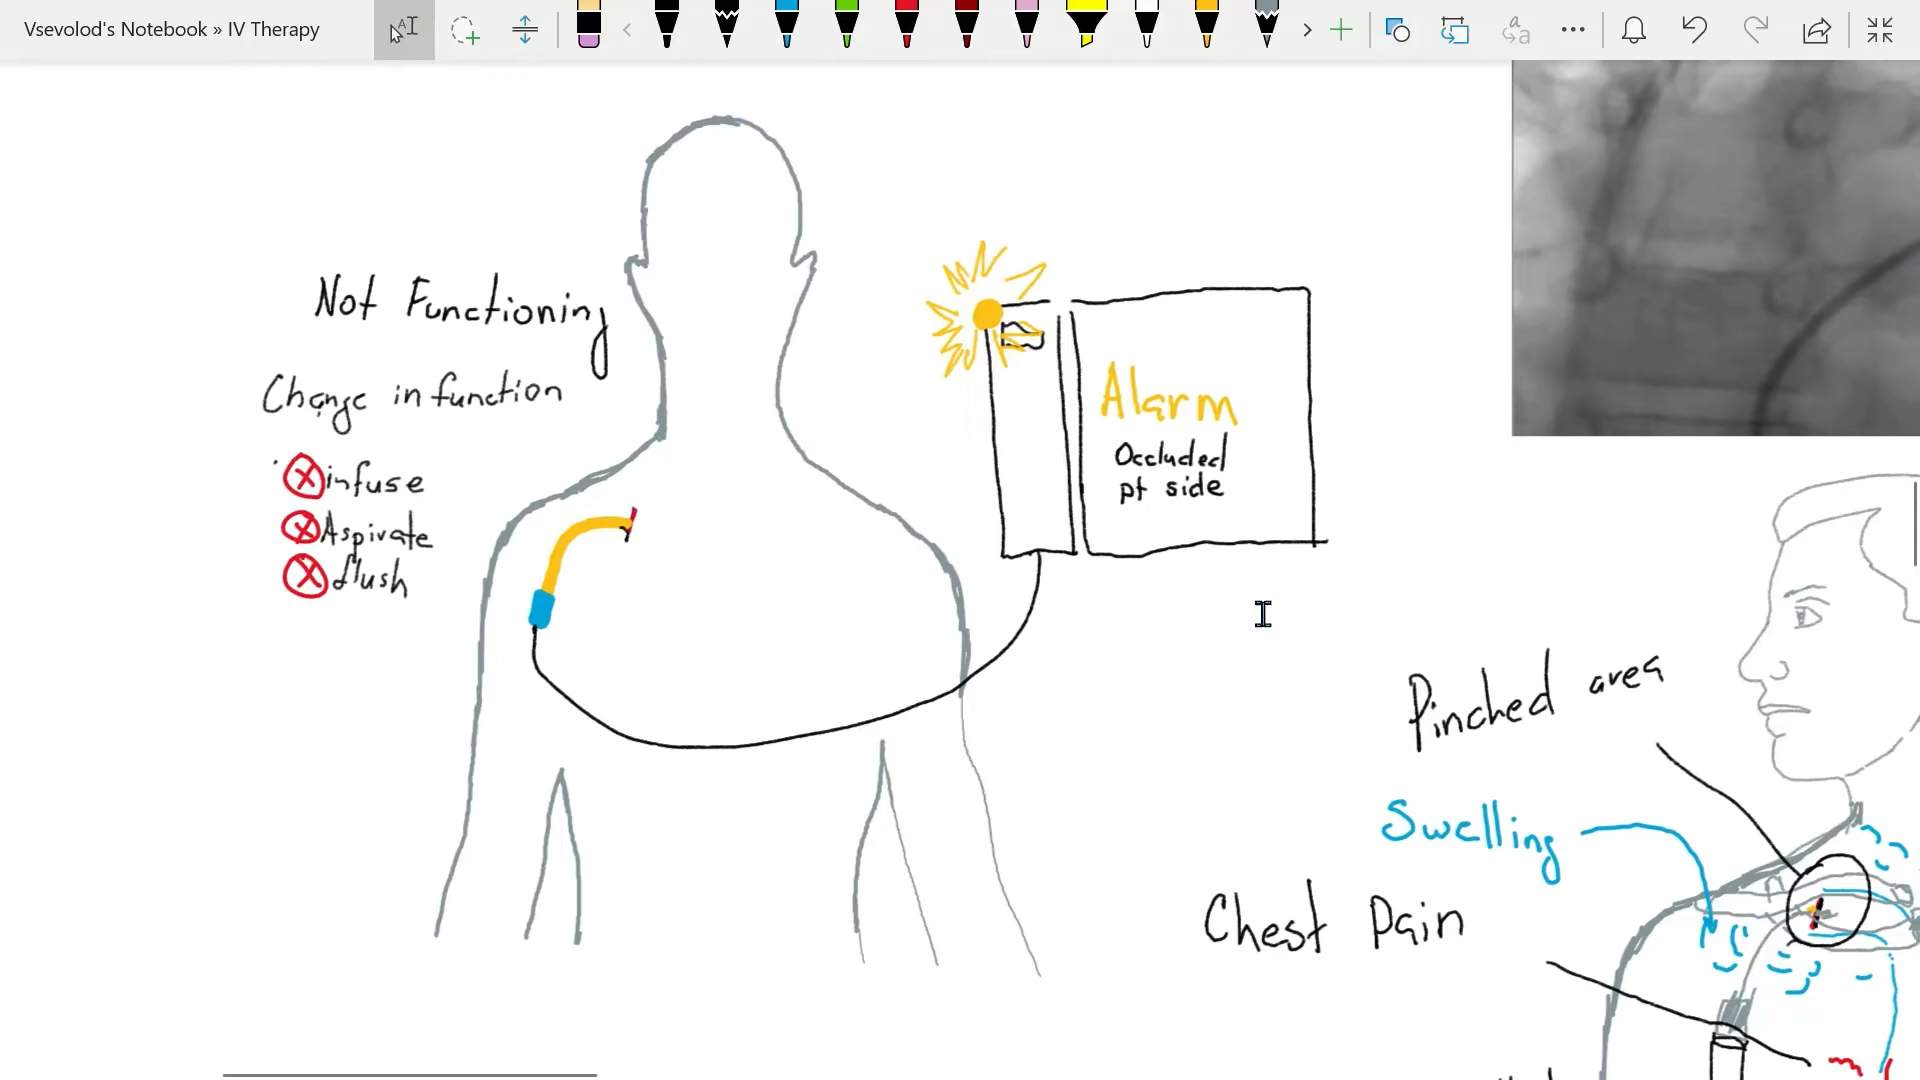 Vsevolod's Notebook » IV Therapy
Not Functioning
Change in function
infuse
Aspirate
flush
Alarm
Occluded
pt side
Pinched area
Swelling
Chest Pain